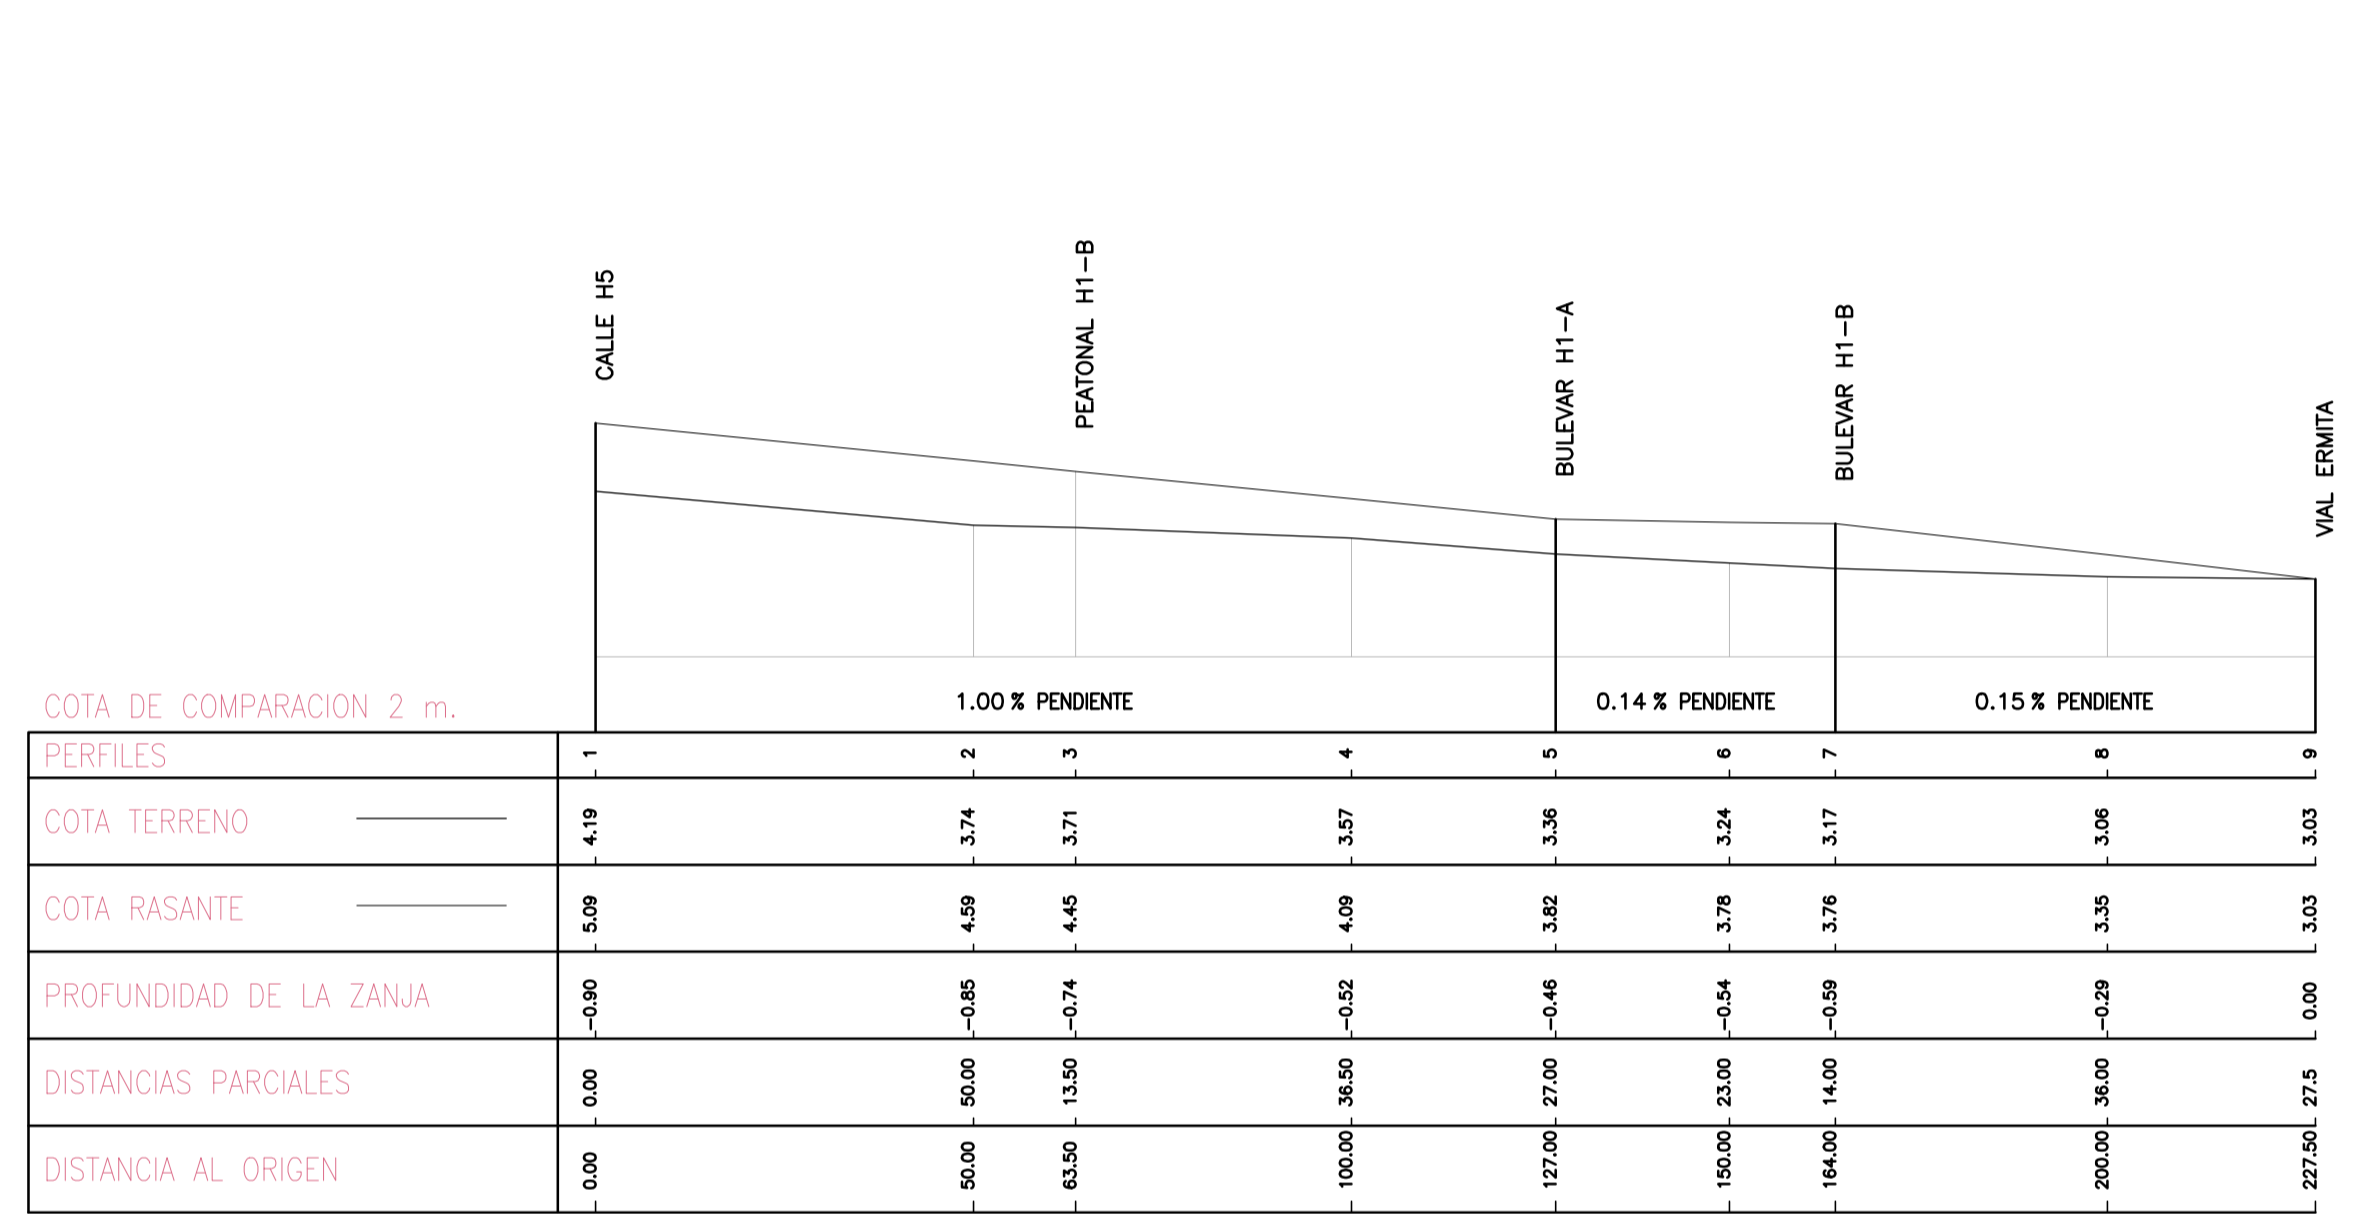 CALLE H5
PEATONAL H1-B
BULEVAR H1-A
BULEVAR H1-B
VIAL ERMITA
COTA DE COMPARACION 2 m.
1.00 % PENDIENTE
0.14 % PENDIENTE
0.15 % PENDIENTE
PERFILES 1 2 3 4 5 6 7 8 9
COTA TERRENO 4.19 3.74 3.71 3.57 3.36 3.24 3.17 3.06 3.03
COTA RASANTE 5.09 4.59 4.45 4.09 3.82 3.78 3.76 3.35 3.03
PROFUNDIDAD DE LA ZANJA -0.90 -0.85 -0.74 -0.52 -0.46 -0.54 -0.59 -0.29 0.00
DISTANCIAS PARCIALES 0.00 50.00 13.50 36.50 27.00 23.00 14.00 36.00 27.5
DISTANCIA AL ORIGEN 0.00 50.00 63.50 100.00 127.00 150.00 164.00 200.00 227.50